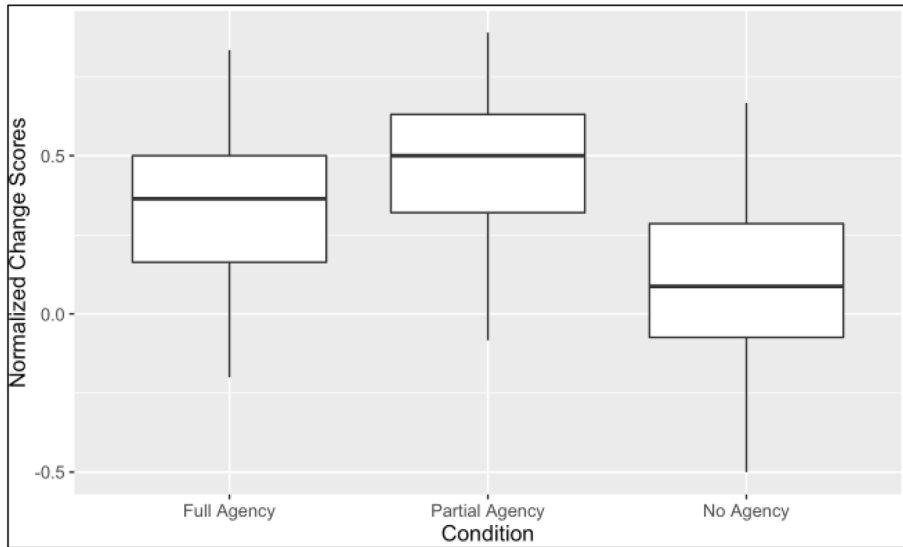 Normalized Change Scores
0.5
0.0
-0.5
Full Agency
Partial Agency
No Agency
Condition